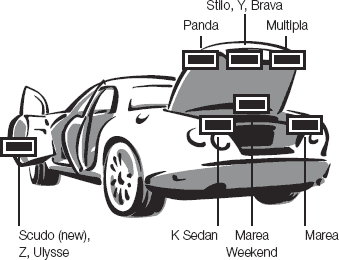 Stilo, Y, Brava
Panda
Multipla
Scudo (new),
Z, Ulysse
K Sedan
Marea
Weekend
Marea